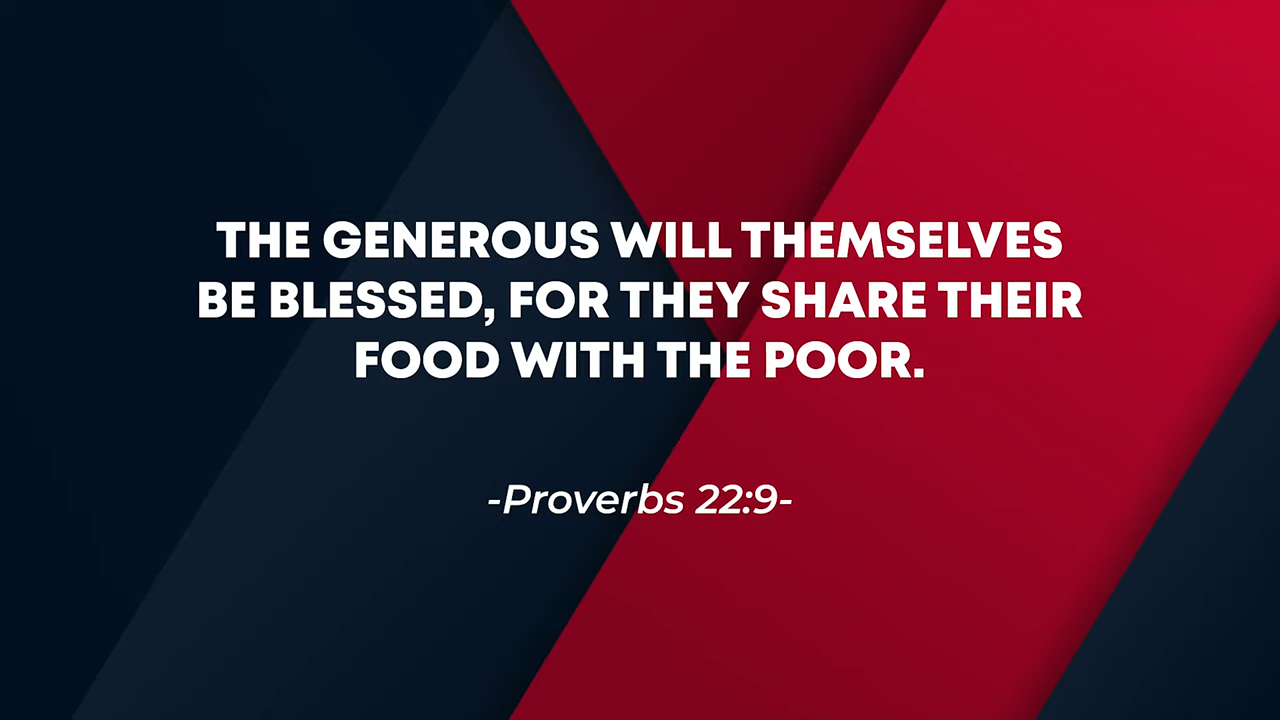 THE GENEROUS WILL THEMSELVES
BE BLESSED, FOR THEY SHARE THEIR
FOOD WITH THE POOR.
-Proverbs 22:9-